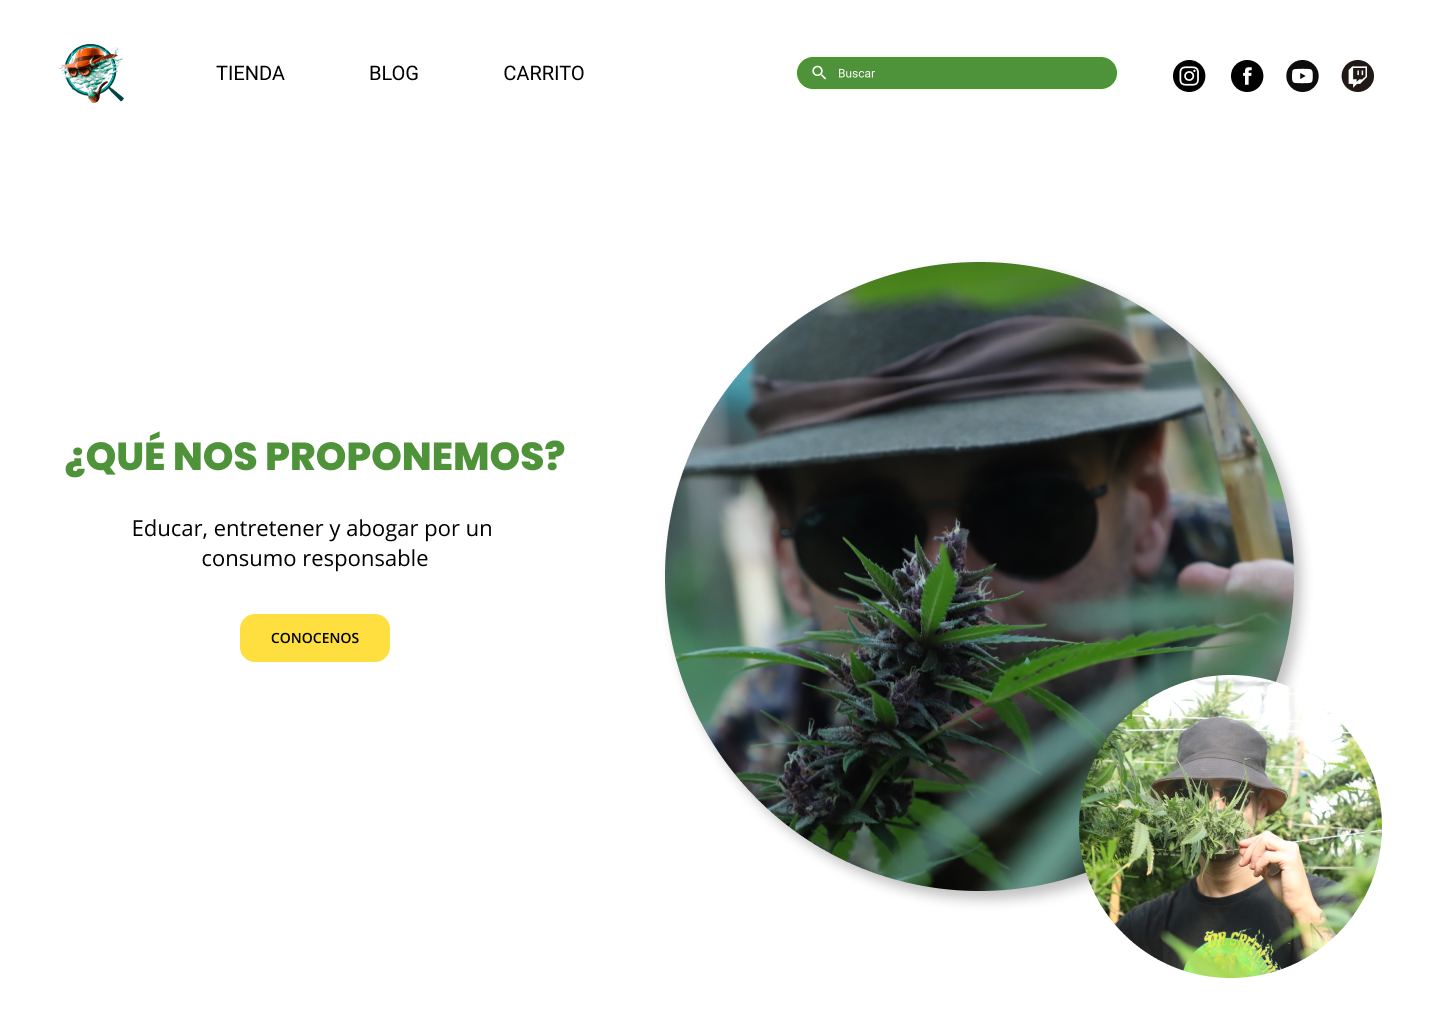 TIENDA
BLOG
CARRITO
Buscar
¿QUÉ NOS PROPONEMOS?
Educar, entretener y abogar por un
consumo responsable
CONOCENOS